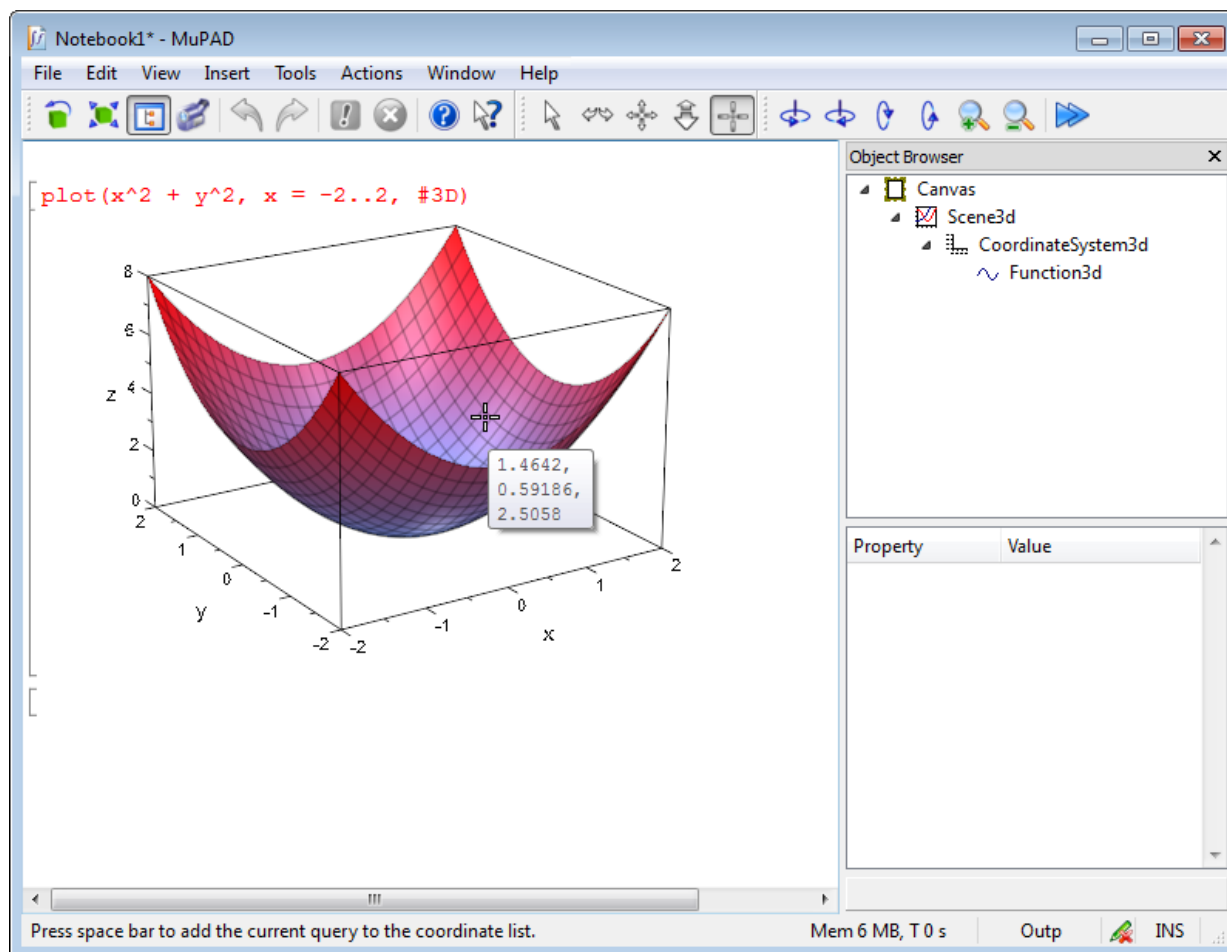 Notebook1* - MuPAD
File Edit View Insert Tools Actions Window Help
plot(x^2 + y^2, x = -2..2, #3D)
8
6
4
2
0
z
2
1
0
-1
-2
y
-2
-1
0
1
2
x
1.4642,
0.59186,
2.5058
Object Browser
Canvas
Scene3d
CoordinateSystem3d
Function3d
Property Value
Press space bar to add the current query to the coordinate list.
Mem 6 MB, T 0 s Outp INS